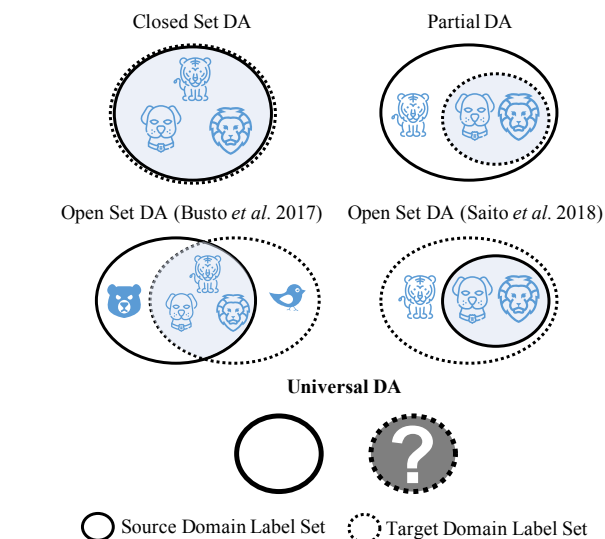 Closed Set DA Partial DA
Open Set DA (Busto et al. 2017) Open Set DA (Saito et al. 2018)
Universal DA
?
Source Domain Label Set Target Domain Label Set